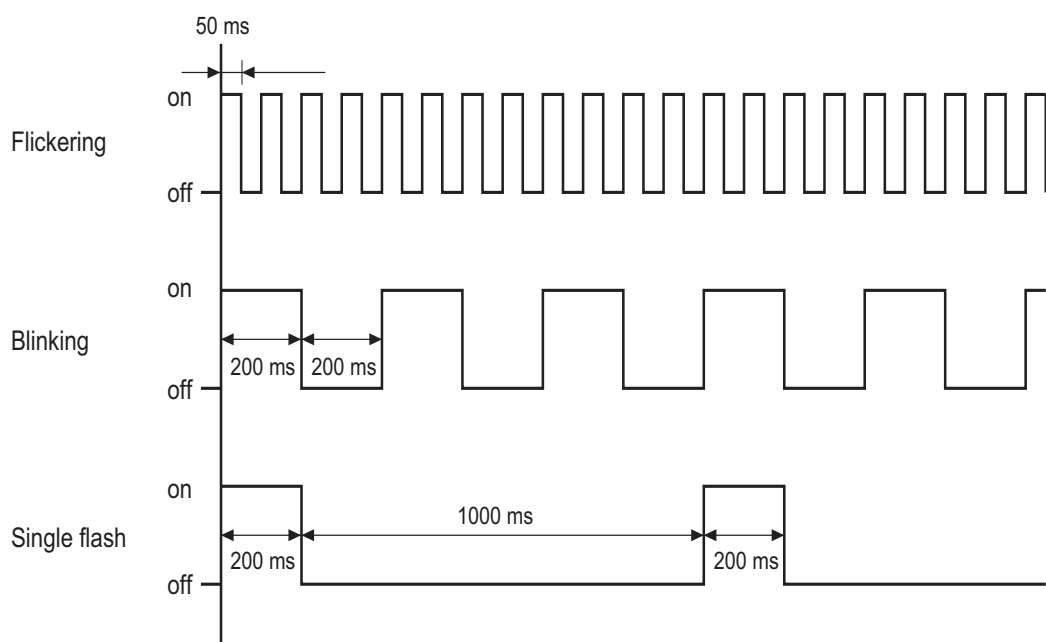 50 ms
on
Flickering
off
on
Blinking
200 ms 200 ms
off
on
1000 ms
Single flash
200 ms 200 ms
off